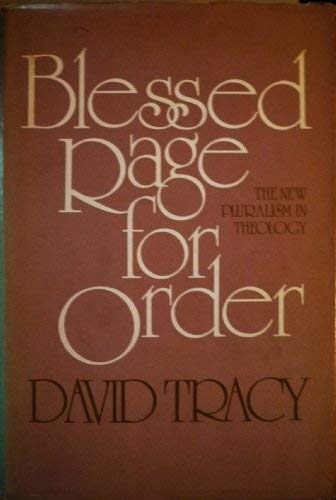 Blessed
Rage
for
Order
THE NEW
PLURALISM IN
THEOLOGY
DAVID TRACY